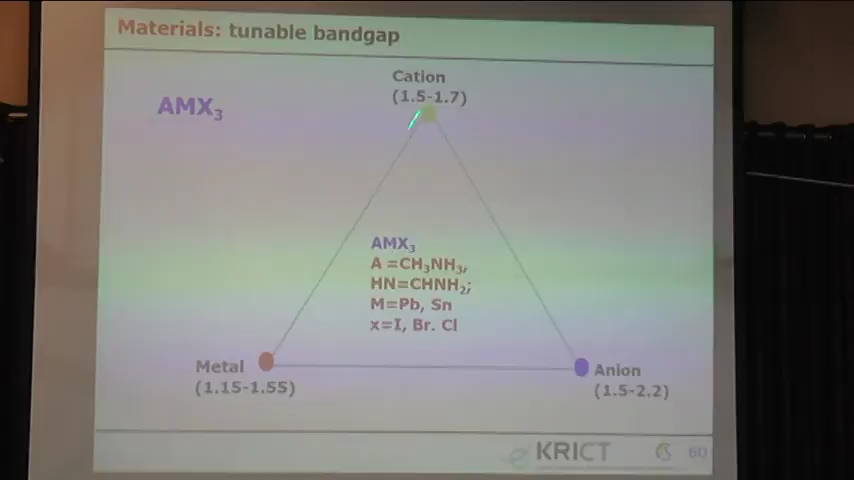 Materials: tunable bandgap
AMX₃
Cation
(1.5-1.7)
AMX₃
A =CH₃NH₃,
HN=CHNH₂;
M=Pb, Sn
x=I, Br. Cl
Metal
(1.15-1.55)
Anion
(1.5-2.2)
KRICT
60